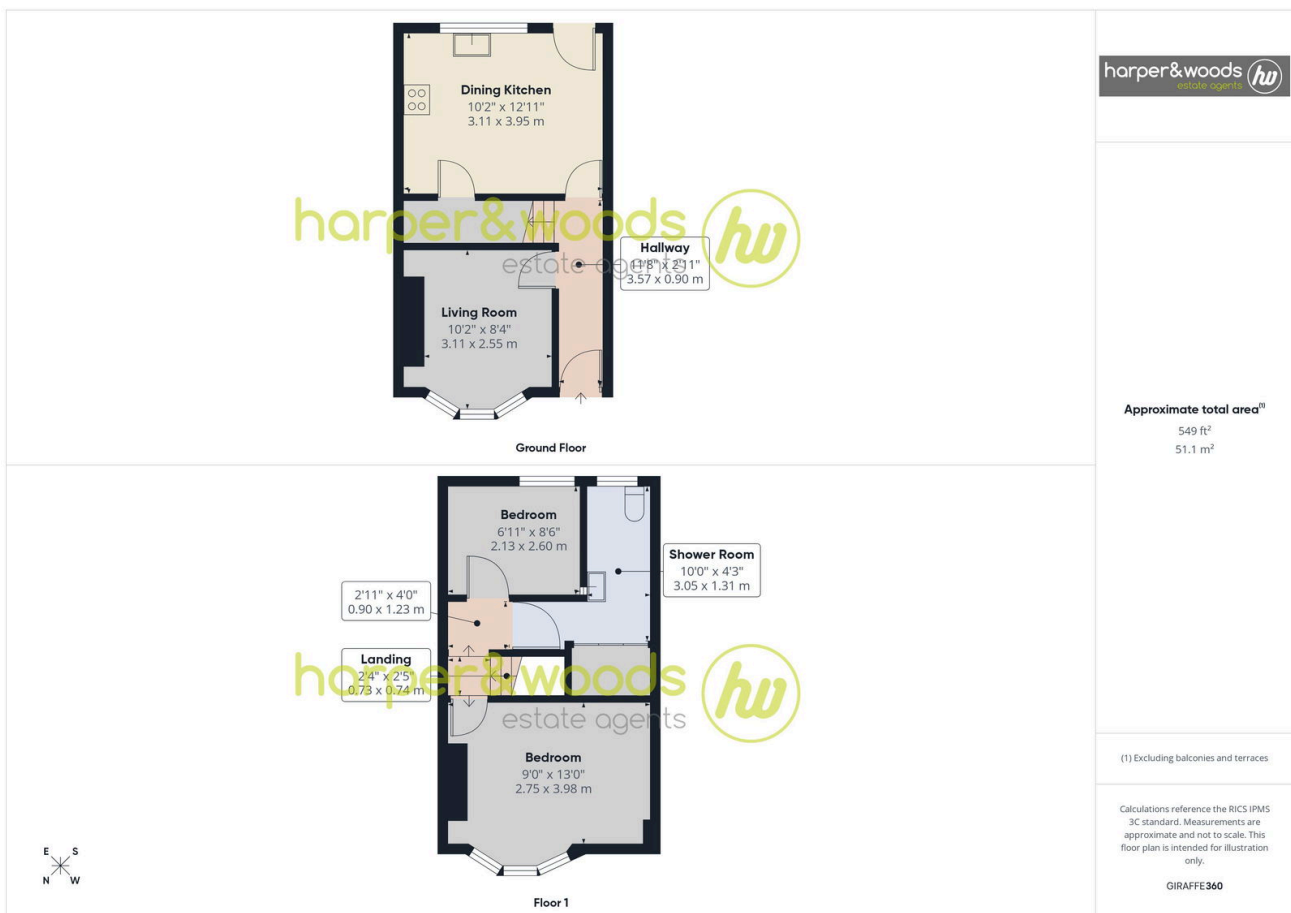 Dining Kitchen
10'2" x 12'11"
3.11 x 3.95 m
harper&woods hw
estate agents
Hallway
11'8" x 2'11"
3.57 x 0.90 m
Living Room
10'2" x 8'4"
3.11 x 2.55 m
Ground Floor
Bedroom
6'11" x 8'6"
2.13 x 2.60 m
Shower Room
10'0" x 4'3"
3.05 x 1.31 m
2'11" x 4'0"
0.90 x 1.23 m
Landing
2'4" x 2'5"
0.73 x 0.74 m
harper&woods hw
estate agents
Bedroom
9'0" x 13'0"
2.75 x 3.98 m
Floor 1
E S
N W
harper&woods hw
estate agents
Approximate total area(1)
549 ft²
51.1 m²
(1) Excluding balconies and terraces
Calculations reference the RICS IPMS
3C standard. Measurements are
approximate and not to scale. This
floor plan is intended for illustration
only.
GIRAFFE360